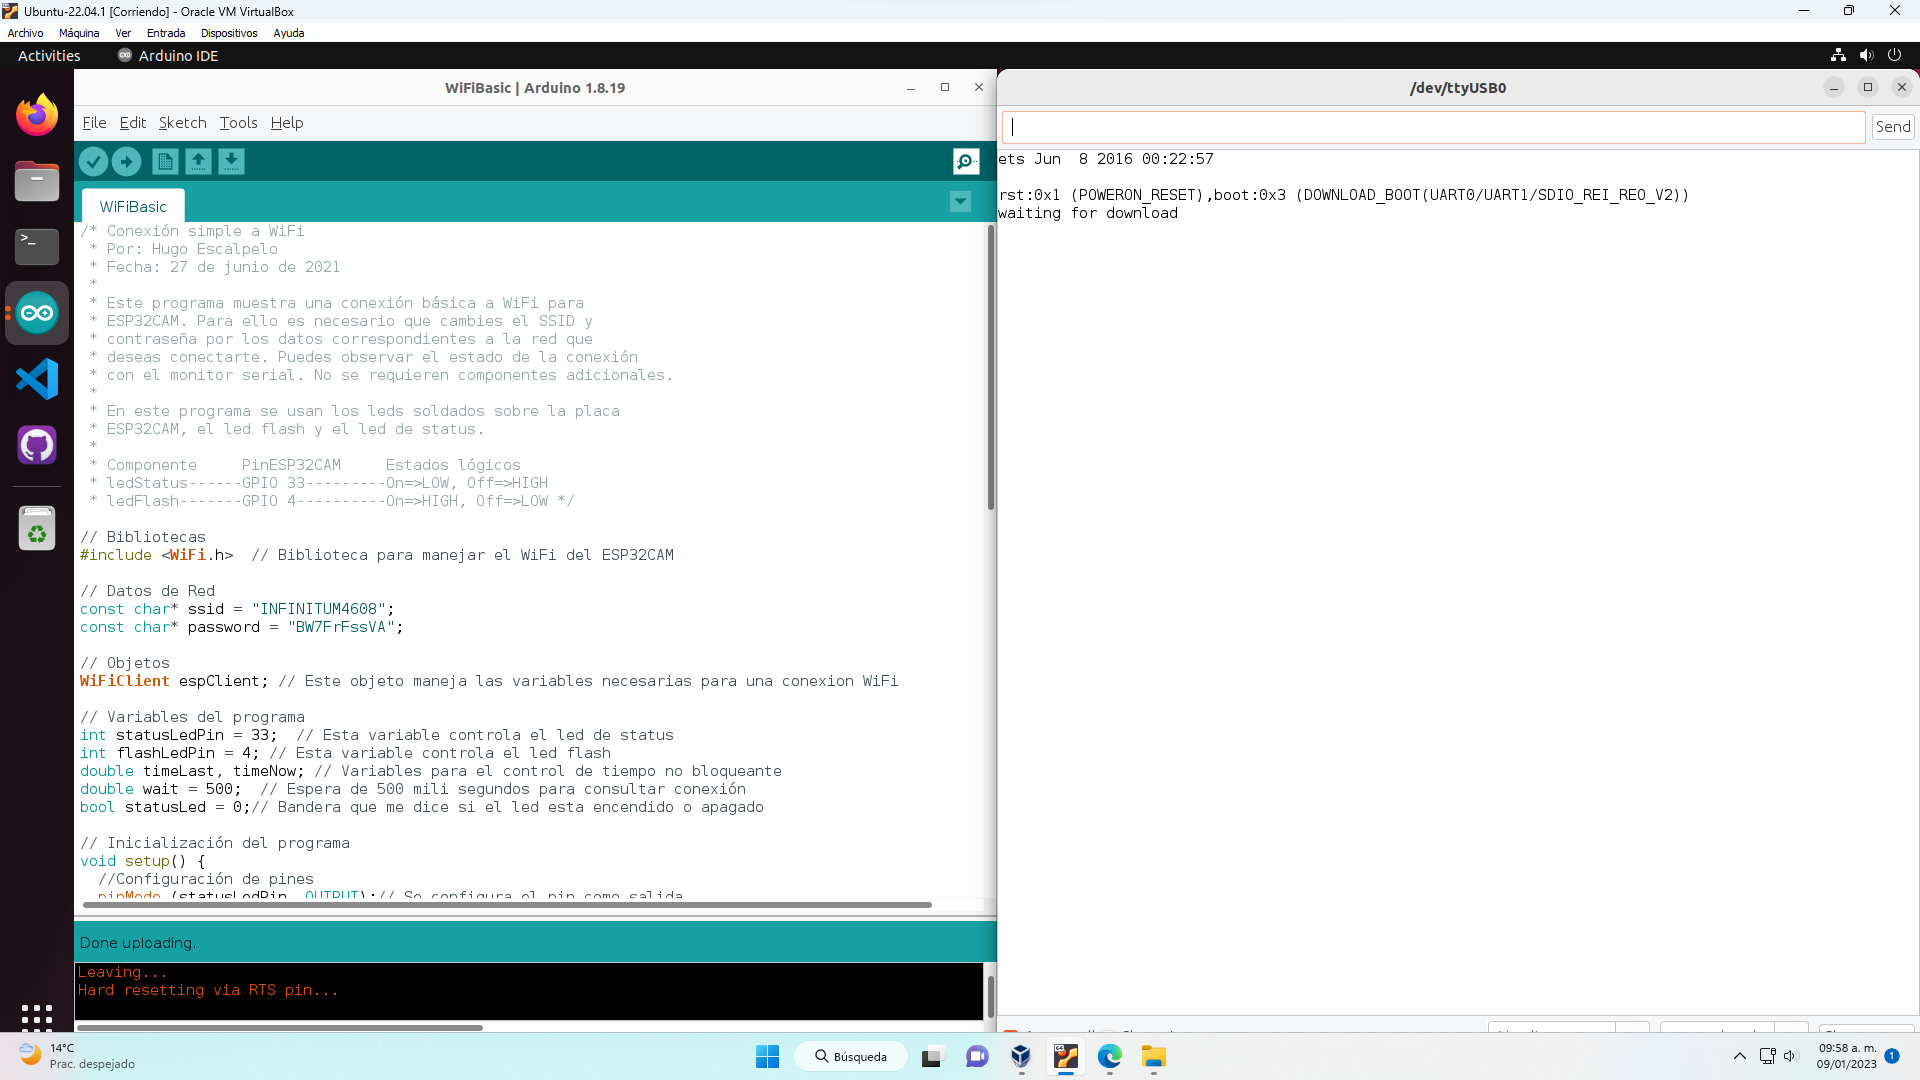 Ubuntu-22.04.1 [Corriendo] - Oracle VM VirtualBox
Archivo Máquina Ver Entrada Dispositivos Ayuda
Activities Arduino IDE
WiFiBasic | Arduino 1.8.19
File Edit Sketch Tools Help
WiFiBasic
/* Conexión simple a WiFi
 * Por: Hugo Escalpelo
 * Fecha: 27 de junio de 2021
 *
 * Este programa muestra una conexión básica a WiFi para
 * ESP32CAM. Para ello es necesario que cambies el SSID y
 * contraseña por los datos correspondientes a la red que
 * deseas conectarte. Puedes observar el estado de la conexión
 * con el monitor serial. No se requieren componentes adicionales.
 *
 * En este programa se usan los leds soldados sobre la placa
 * ESP32CAM, el led flash y el led de status.
 *
 * Componente     PinESP32CAM     Estados lógicos
 * ledStatus------GPIO 33---------On=>LOW, Off=>HIGH
 * ledFlash-------GPIO 4----------On=>HIGH, Off=>LOW */
// Bibliotecas
#include <WiFi.h>  // Biblioteca para manejar el WiFi del ESP32CAM
// Datos de Red
const char* ssid = "INFINITUM4608";
const char* password = "BW7FrFssVA";
// Objetos
WiFiClient espClient; // Este objeto maneja las variables necesarias para una conexion WiFi
// Variables del programa
int statusLedPin = 33;  // Esta variable controla el led de status
int flashLedPin = 4; // Esta variable controla el led flash
double timeLast, timeNow; // Variables para el control de tiempo no bloqueante
double wait = 500;  // Espera de 500 mili segundos para consultar conexión
bool statusLed = 0;// Bandera que me dice si el led esta encendido o apagado
// Inicialización del programa
void setup() {
  //Configuración de pines
  pinMode (statusLedPin, OUTPUT);// Se configura el pin como salida
Done uploading.
Leaving...
Hard resetting via RTS pin...
/dev/ttyUSB0
Send
ets Jun  8 2016 00:22:57
rst:0x1 (POWERON_RESET),boot:0x3 (DOWNLOAD_BOOT(UART0/UART1/SDIO_REI_REO_V2))
waiting for download
14°C
Prac. despejado
Búsqueda
09:58 a. m.
09/01/2023
1